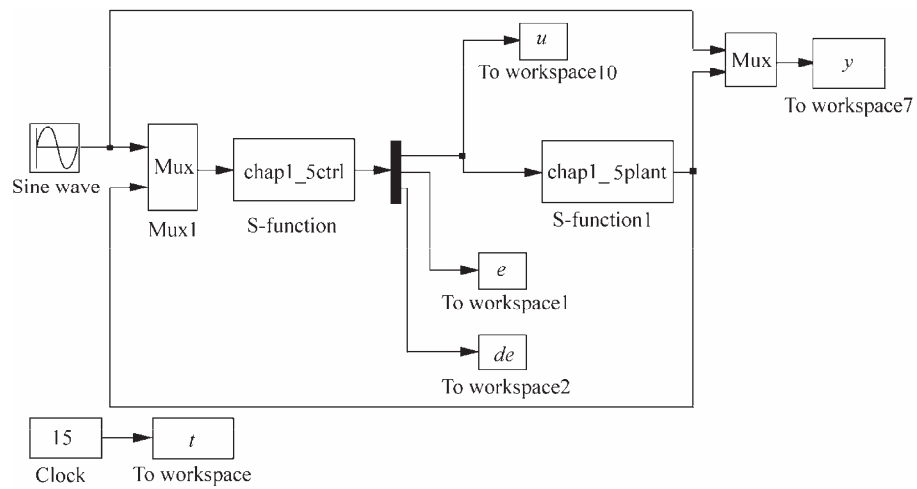 u
To workspace10
Mux
y
To workspace7
Sine wave
Mux
Mux1
chap1_5ctrl
S-function
chap1_5plant
S-function1
e
To workspace1
de
To workspace2
15
Clock
t
To workspace